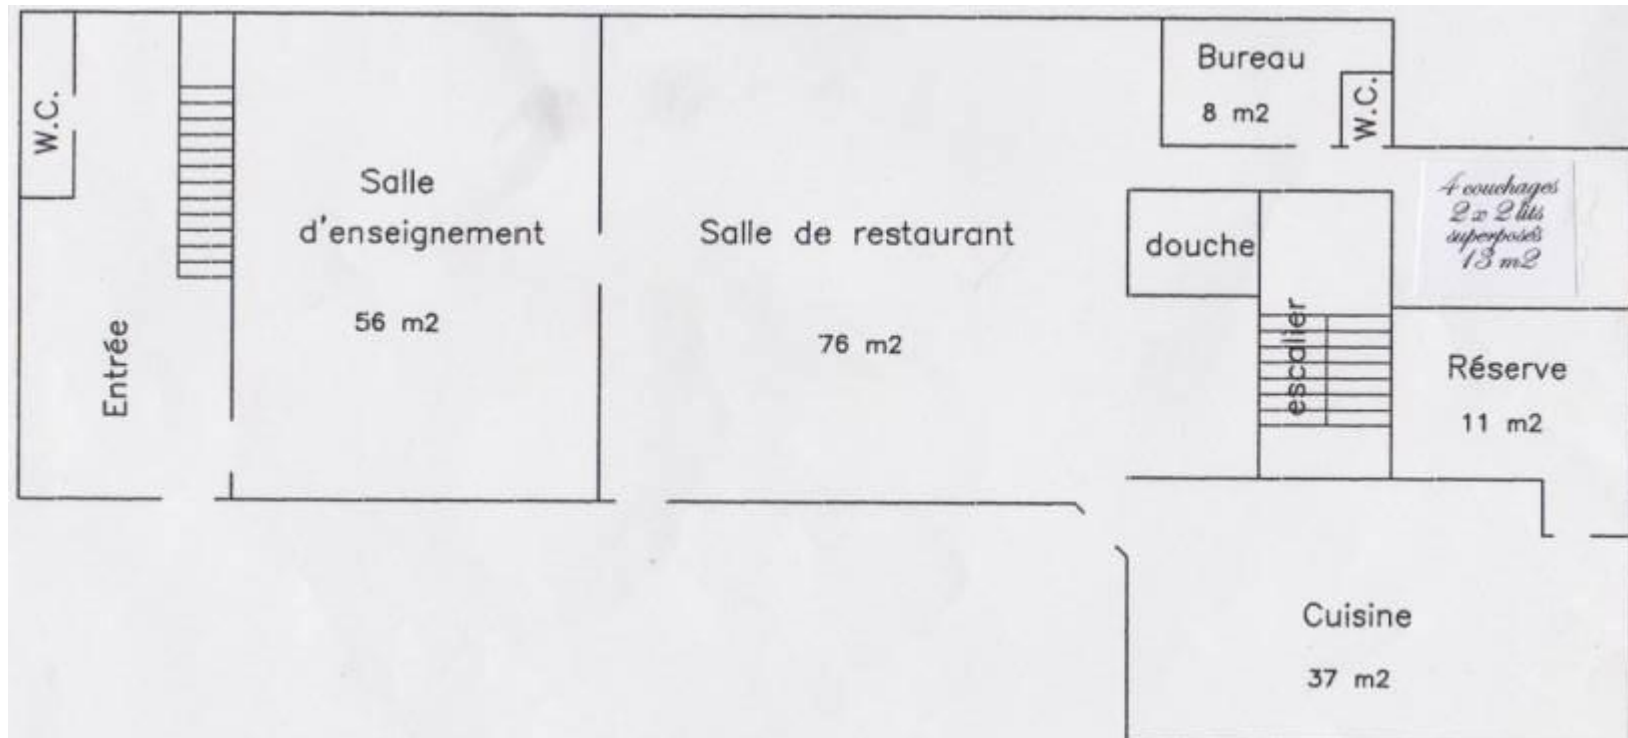 W.C.
Entrée
Salle
d'enseignement
56 m2
Salle de restaurant
76 m2
Bureau
8 m2
W.C.
douche
escalier
4 couchages
2 x 2 lits
superposés
13 m2
Réserve
11 m2
Cuisine
37 m2